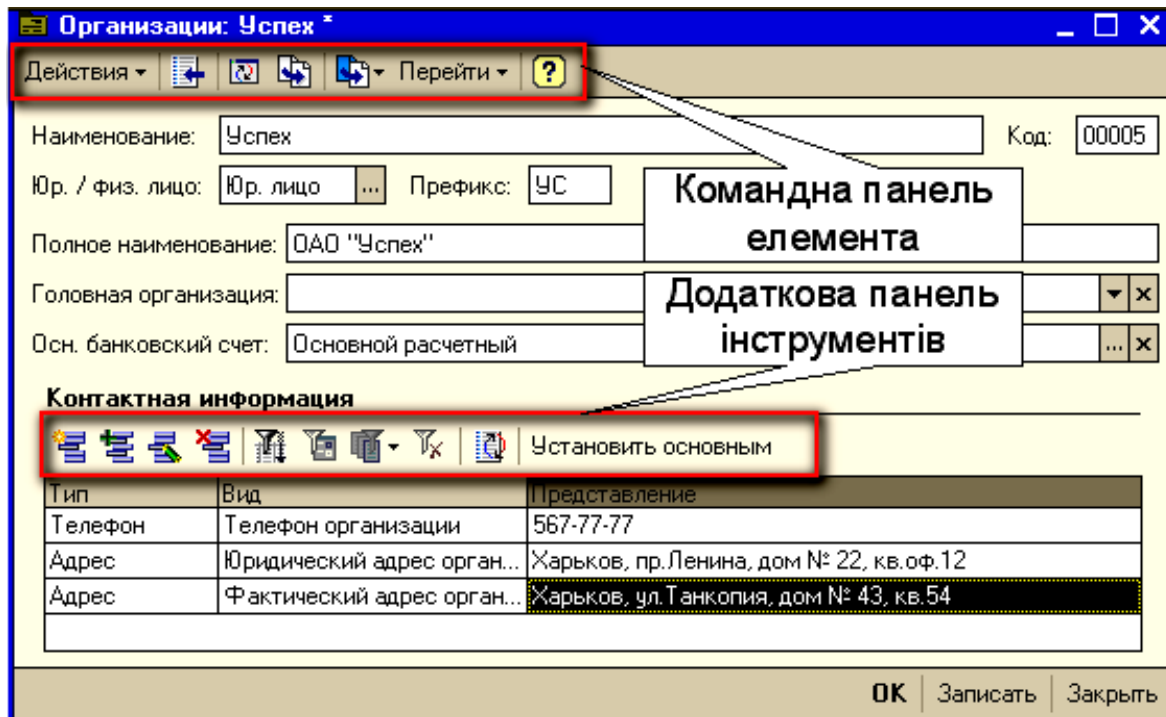 Организации: Успех *
Действия Перейти ?
Наименование: Успех Код: 00005
Юр. / физ. лицо: Юр. лицо ... Префикс: УС
Командна панель
елемента
Полное наименование: ОАО "Успех"
Головная организация:
Додаткова панель
інструментів
Осн. банковский счет: Основной расчетный ...
Контактная информация
Установить основным
Тип Вид Представление
Телефон Телефон организации 567-77-77
Адрес Юридический адрес орган... Харьков, пр.Ленина, дом № 22, кв.оф.12
Адрес Фактический адрес орган... Харьков, ул.Танкопия, дом № 43, кв.54
OK Записать Закрыть